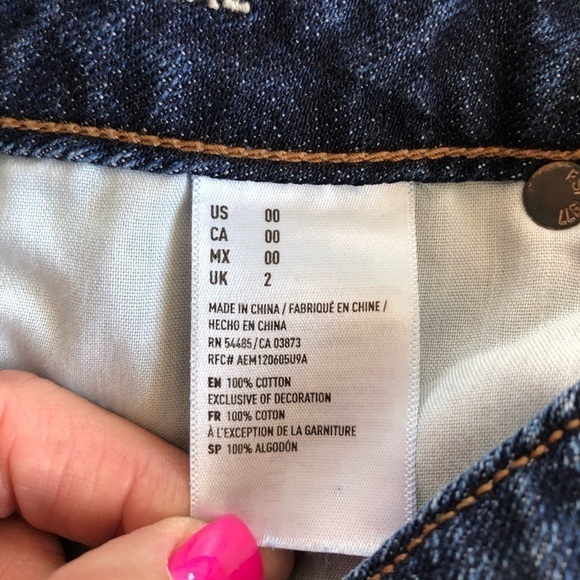 US 00
CA 00
MX 00
UK 2
MADE IN CHINA / FABRIQUÉ EN CHINE /
HECHO EN CHINA
RN 54485/CA 03873
RFC# AEM120605U9A
EN 100% COTTON
EXCLUSIVE OF DECORATION
FR 100% COTON
À L'EXCEPTION DE LA GARNITURE
SP 100% ALGODÓN